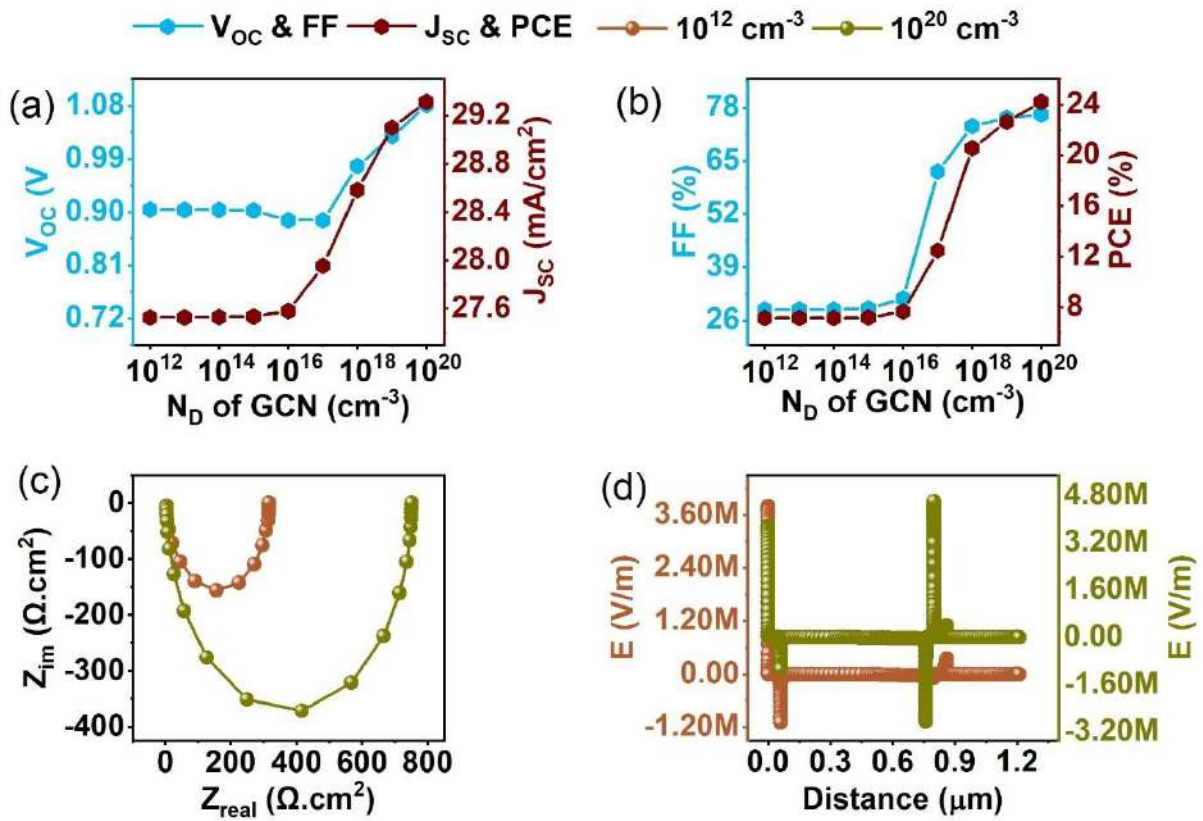 V_OC & FF J_SC & PCE 10^12 cm^-3 10^20 cm^-3
(a)
1.08
0.99
0.90
0.81
0.72
V_OC (V
29.2
28.8
28.4
28.0
27.6
J_SC (mA/cm^2)
10^12 10^14 10^16 10^18 10^20
N_D of GCN (cm^-3)
(b)
78
65
52
39
26
FF (%)
24
20
16
12
8
PCE (%)
10^12 10^14 10^16 10^18 10^20
N_D of GCN (cm^-3)
(c)
0
-100
-200
-300
-400
Z_im (Ω.cm^2)
0 200 400 600 800
Z_real (Ω.cm^2)
(d)
3.60M
2.40M
1.20M
0.00
-1.20M
E (V/m)
4.80M
3.20M
1.60M
0.00
-1.60M
-3.20M
E (V/m)
0.0 0.3 0.6 0.9 1.2
Distance (μm)